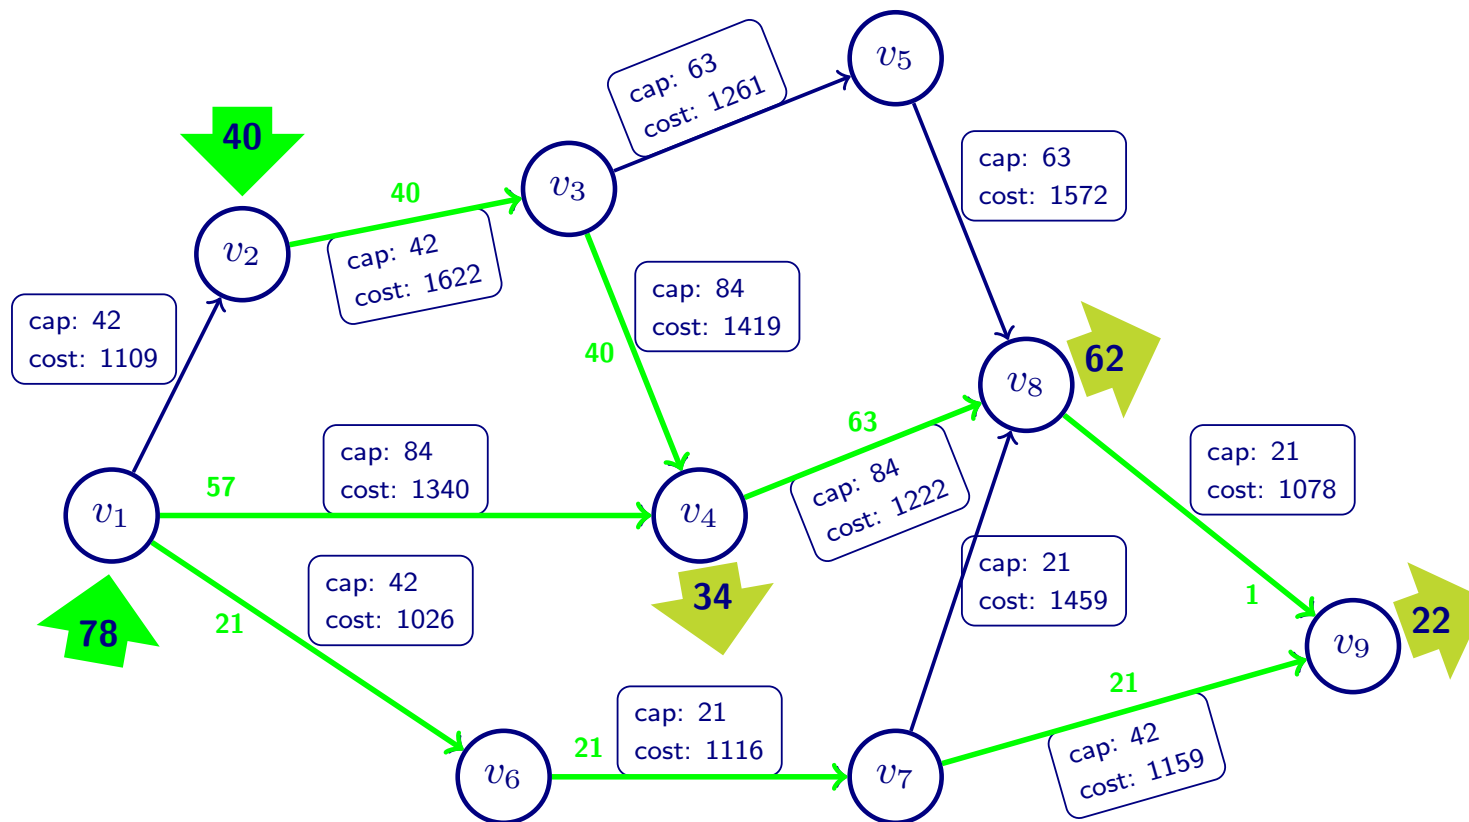 v5
cap: 63
cost: 1261
40
cap: 63
cost: 1572
v3
40
v2
cap: 42
cost: 1622
cap: 84
cost: 1419
cap: 42
cost: 1109
40
62
v8
63
cap: 84
cost: 1340
57
cap: 84
cost: 1222
cap: 21
cost: 1078
v1
v4
cap: 42
cost: 1026
cap: 21
cost: 1459
34
1
78
21
22
v9
21
cap: 21
cost: 1116
21
cap: 42
cost: 1159
v6
v7